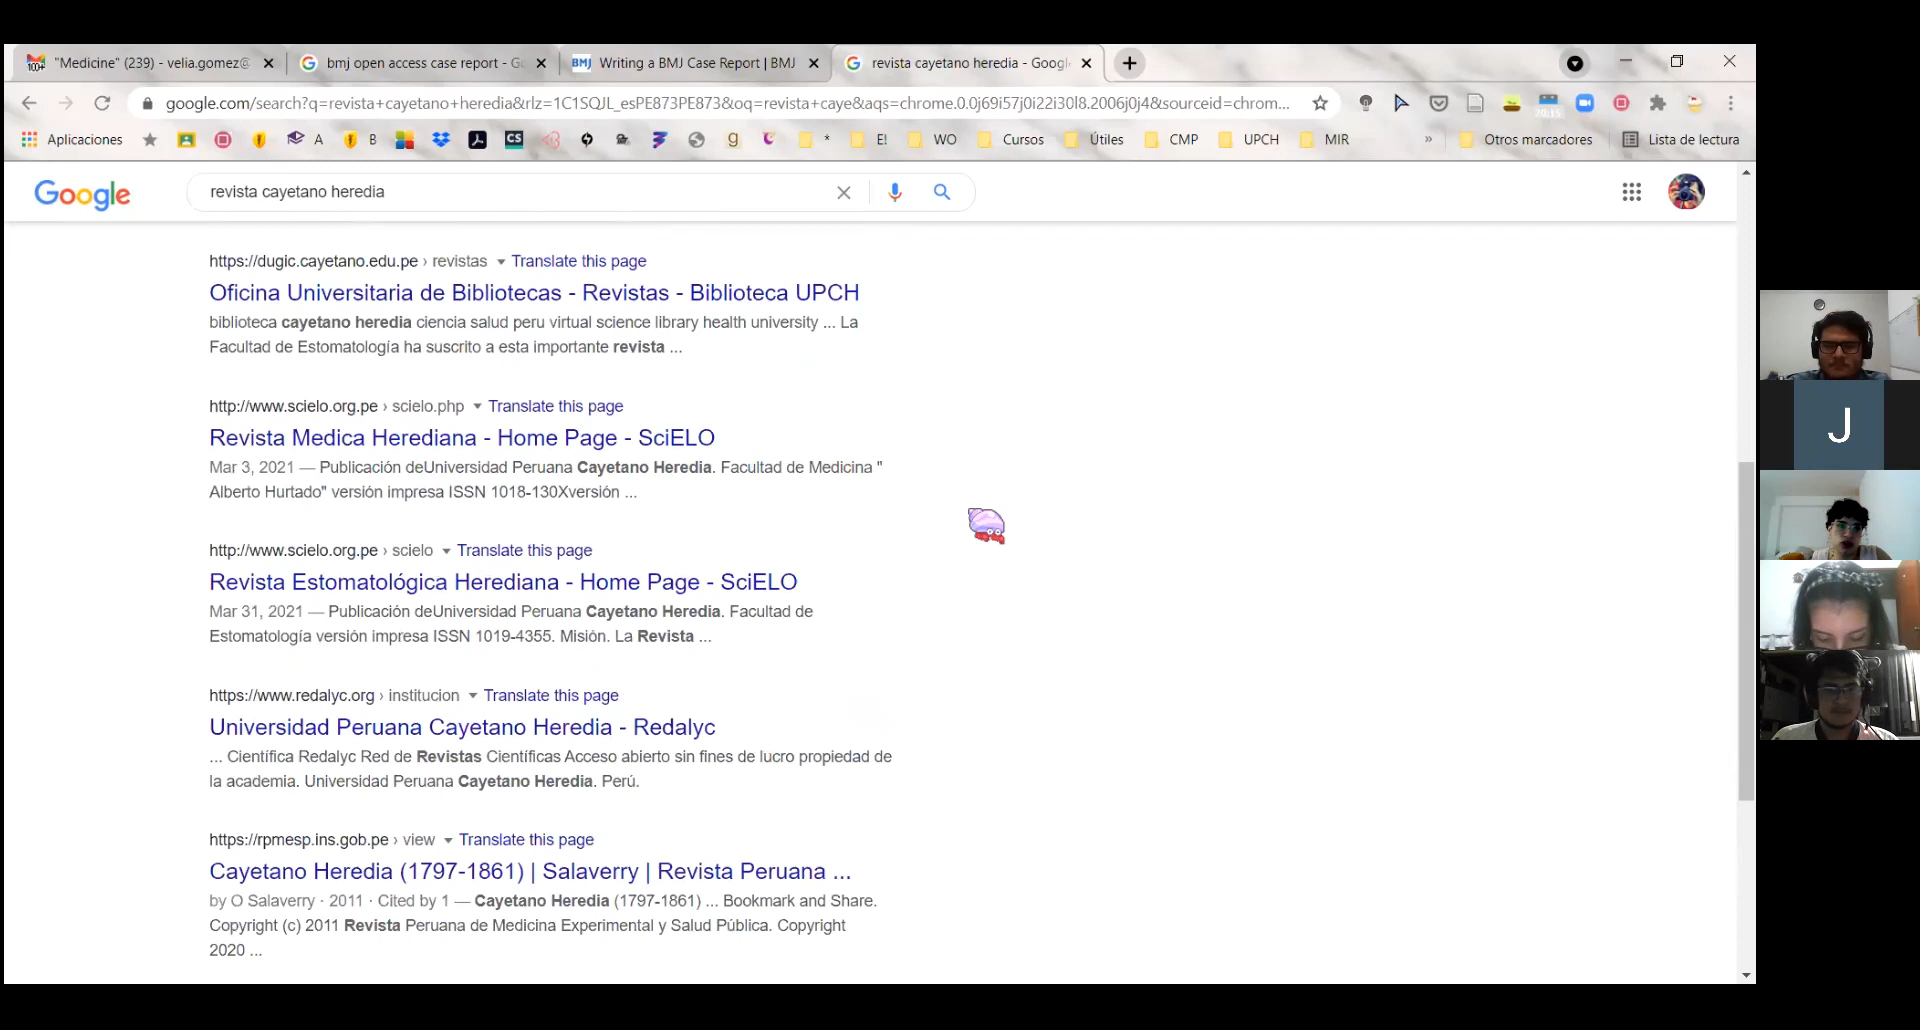 "Medicine" (239) - velia.gomez@
bmj open access case report - G
BMJ Writing a BMJ Case Report | BMJ
revista cayetano heredia - Googl
google.com/search?q=revista+cayetano+heredia&rlz=1C1SQJL_esPE873PE873&oq=revista+caye&aqs=chrome.0.0j69i57j0i22i30l8.2006j0j4&sourceid=chrom...
20:15
Aplicaciones A B CS g * E! WO Cursos Útiles CMP UPCH MIR » Otros marcadores Lista de lectura
Google
revista cayetano heredia
https://dugic.cayetano.edu.pe › revistas Translate this page
Oficina Universitaria de Bibliotecas - Revistas - Biblioteca UPCH
biblioteca cayetano heredia ciencia salud peru virtual science library health university ... La
Facultad de Estomatología ha suscrito a esta importante revista ...
http://www.scielo.org.pe › scielo.php Translate this page
Revista Medica Herediana - Home Page - SciELO
Mar 3, 2021 — Publicación deUniversidad Peruana Cayetano Heredia. Facultad de Medicina "
Alberto Hurtado" versión impresa ISSN 1018-130Xversión ...
http://www.scielo.org.pe › scielo Translate this page
Revista Estomatológica Herediana - Home Page - SciELO
Mar 31, 2021 — Publicación deUniversidad Peruana Cayetano Heredia. Facultad de
Estomatología versión impresa ISSN 1019-4355. Misión. La Revista ...
https://www.redalyc.org › institucion Translate this page
Universidad Peruana Cayetano Heredia - Redalyc
... Científica Redalyc Red de Revistas Científicas Acceso abierto sin fines de lucro propiedad de
la academia. Universidad Peruana Cayetano Heredia. Perú.
https://rpmesp.ins.gob.pe › view Translate this page
Cayetano Heredia (1797-1861) | Salaverry | Revista Peruana ...
by O Salaverry · 2011 · Cited by 1 — Cayetano Heredia (1797-1861) ... Bookmark and Share.
Copyright (c) 2011 Revista Peruana de Medicina Experimental y Salud Pública. Copyright
2020 ...
J